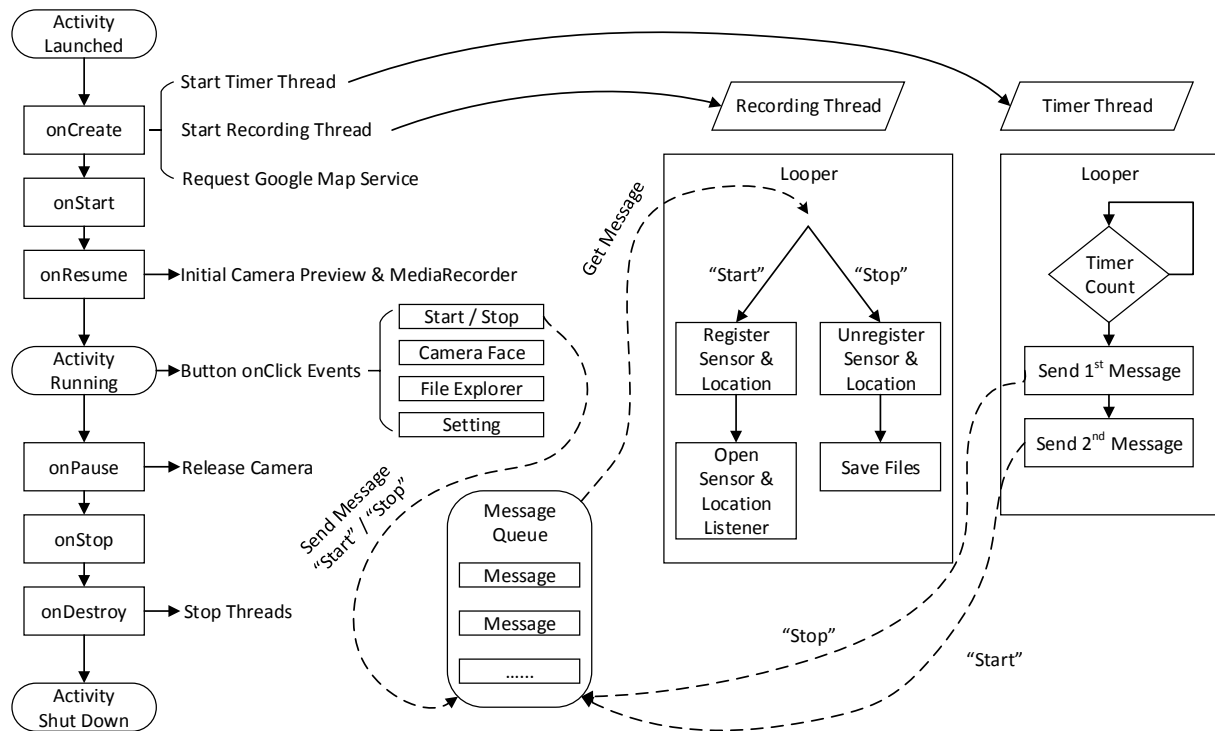 Activity
Launched
onCreate
Start Timer Thread
Start Recording Thread
Request Google Map Service
onStart
onResume
Initial Camera Preview & MediaRecorder
Activity
Running
Button onClick Events
Start / Stop
Camera Face
File Explorer
Setting
onPause
Release Camera
onStop
onDestroy
Stop Threads
Activity
Shut Down
Send Message
“Start” / “Stop”
Message
Queue
Message
Message
......
Get Message
Recording Thread
Looper
“Start”
“Stop”
Register
Sensor &
Location
Unregister
Sensor &
Location
Open
Sensor &
Location
Listener
Save Files
Timer Thread
Looper
Timer
Count
Send 1st Message
Send 2nd Message
“Stop”
“Start”